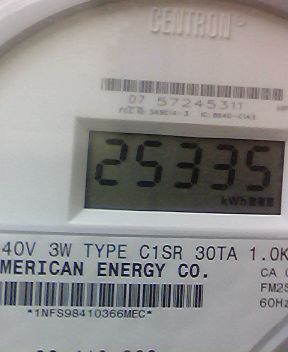 CENTRON®
07 57245311
25335
kWh
40V 3W TYPE C1SR 30TA 1.0K
MERICAN ENERGY CO.
CA
FM2S
60Hz
*1NFS98410366MEC*